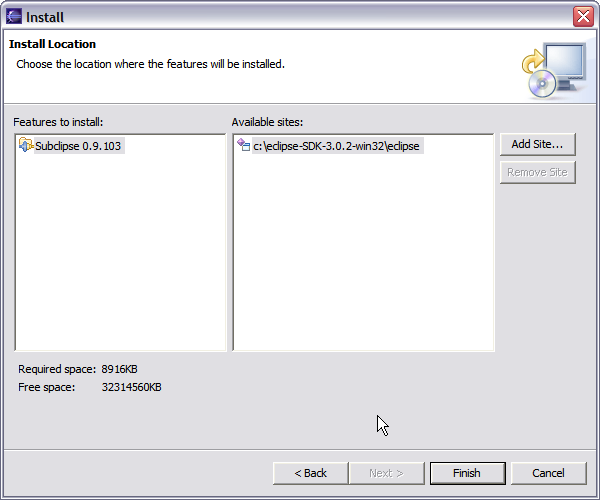 Install
Install Location
Choose the location where the features will be installed.
Features to install:
Available sites:
Subclipse 0.9.103
c:\eclipse-SDK-3.0.2-win32\eclipse
Add Site...
Remove Site
Required space: 8916KB
Free space: 32314560KB
< Back
Next >
Finish
Cancel